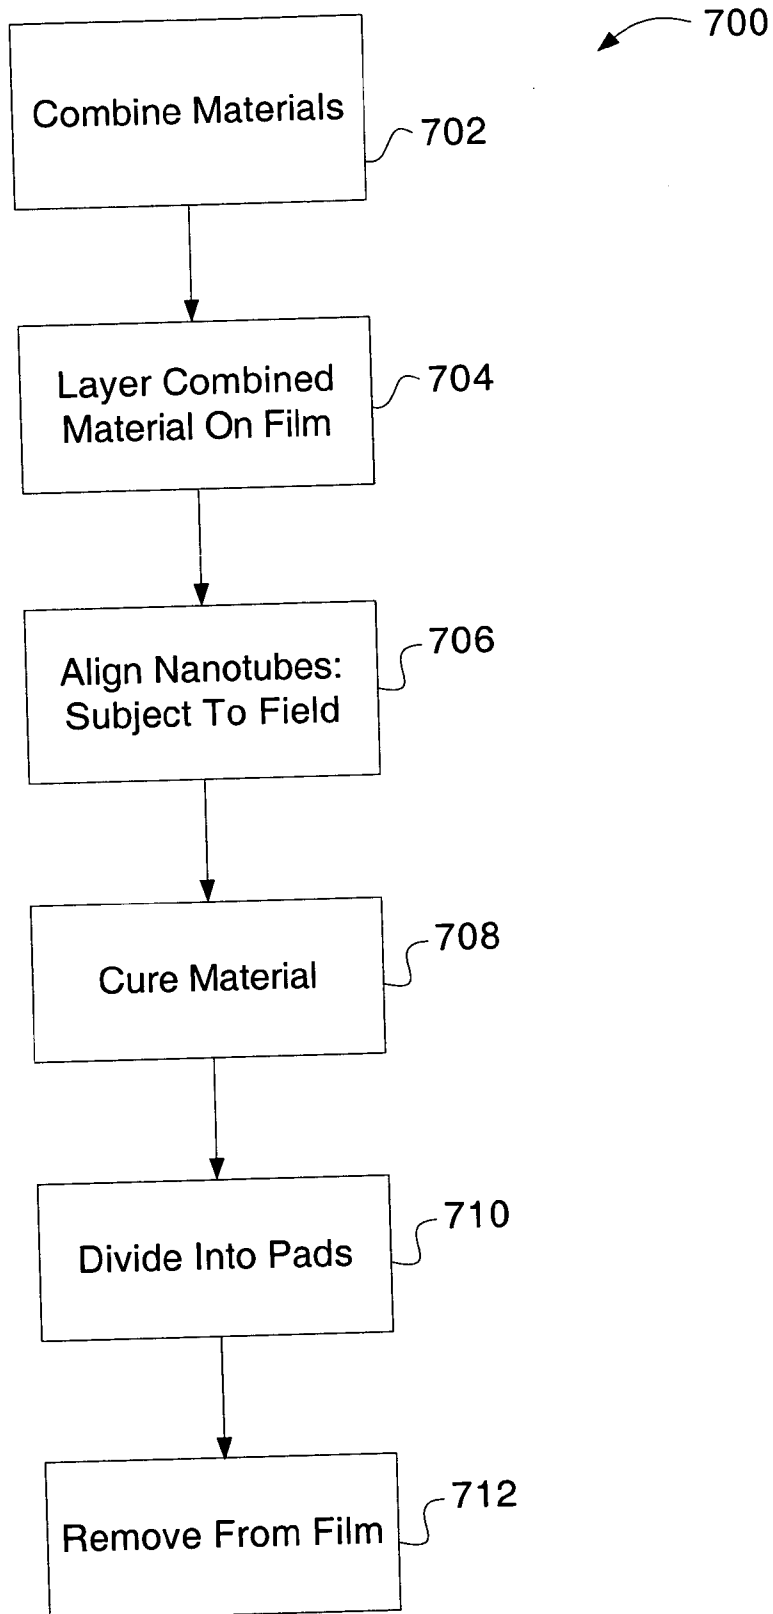 700
Combine Materials
702
Layer Combined
Material On Film
704
Align Nanotubes:
Subject To Field
706
Cure Material
708
Divide Into Pads
710
Remove From Film
712